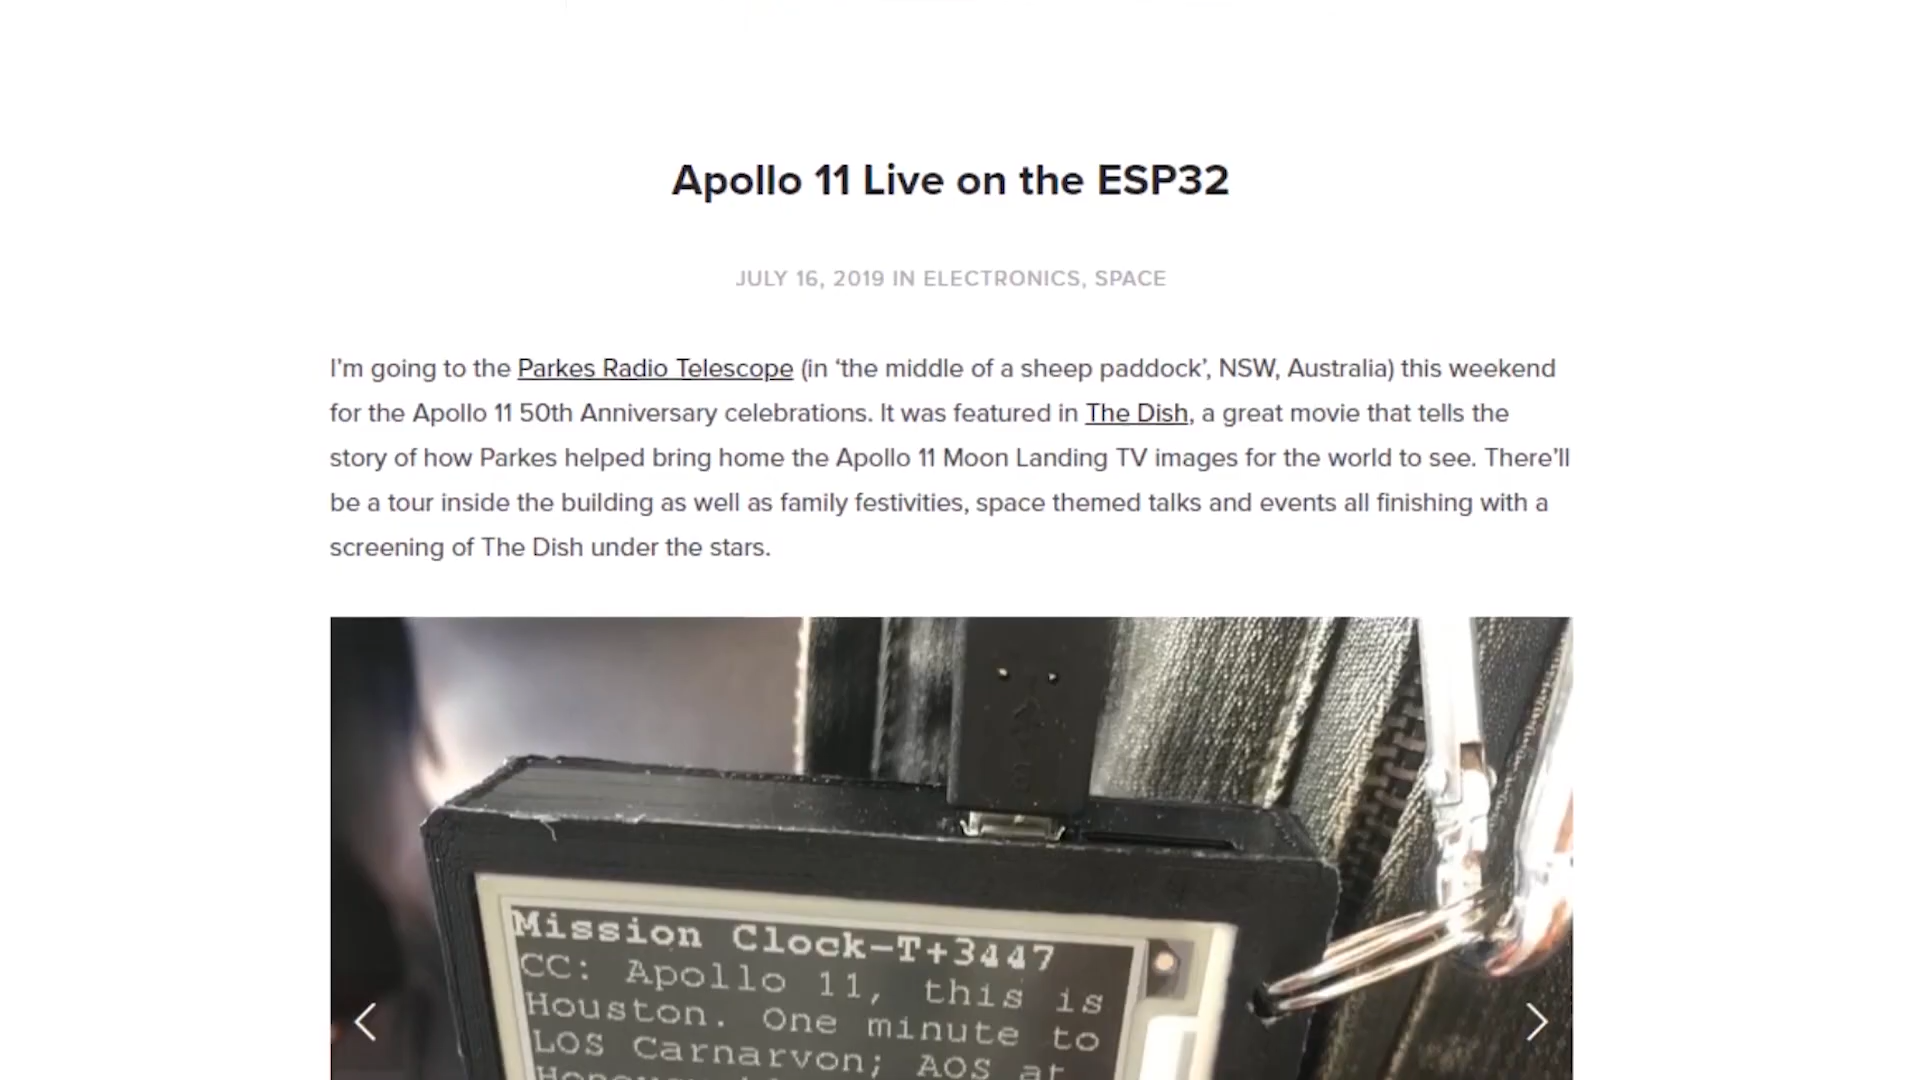 Apollo 11 Live on the ESP32
JULY 16, 2019 IN ELECTRONICS, SPACE
I’m going to the Parkes Radio Telescope (in ‘the middle of a sheep paddock’, NSW, Australia) this weekend
for the Apollo 11 50th Anniversary celebrations. It was featured in The Dish, a great movie that tells the
story of how Parkes helped bring home the Apollo 11 Moon Landing TV images for the world to see. There’ll
be a tour inside the building as well as family festivities, space themed talks and events all finishing with a
screening of The Dish under the stars.
Mission Clock-T+3447
CC: Apollo 11, this is
Houston. One minute to
LOS Carnarvon; AOS at